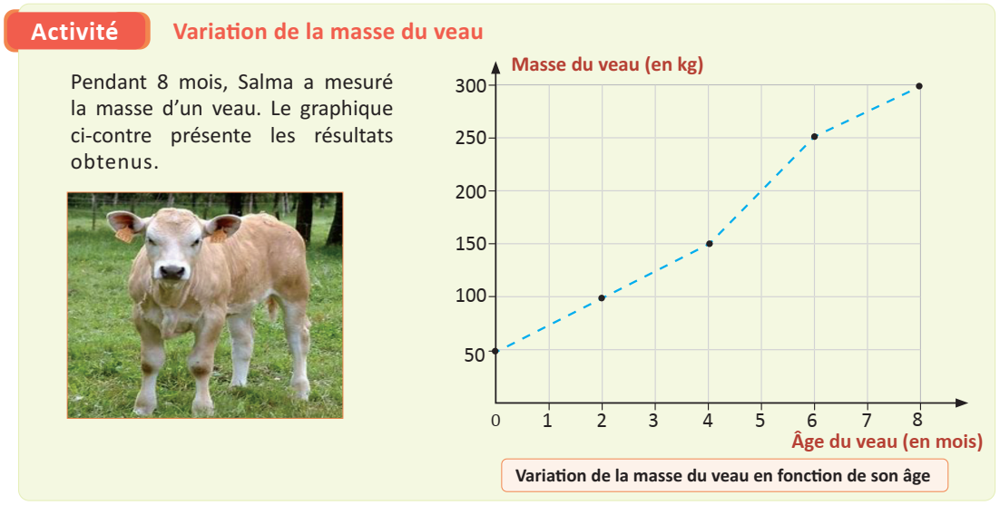 Activité
Variation de la masse du veau
Pendant 8 mois, Salma a mesuré
la masse d’un veau. Le graphique
ci-contre présente les résultats
obtenus.
Masse du veau (en kg)
300
250
200
150
100
50
0 1 2 3 4 5 6 7 8
Âge du veau (en mois)
Variation de la masse du veau en fonction de son âge